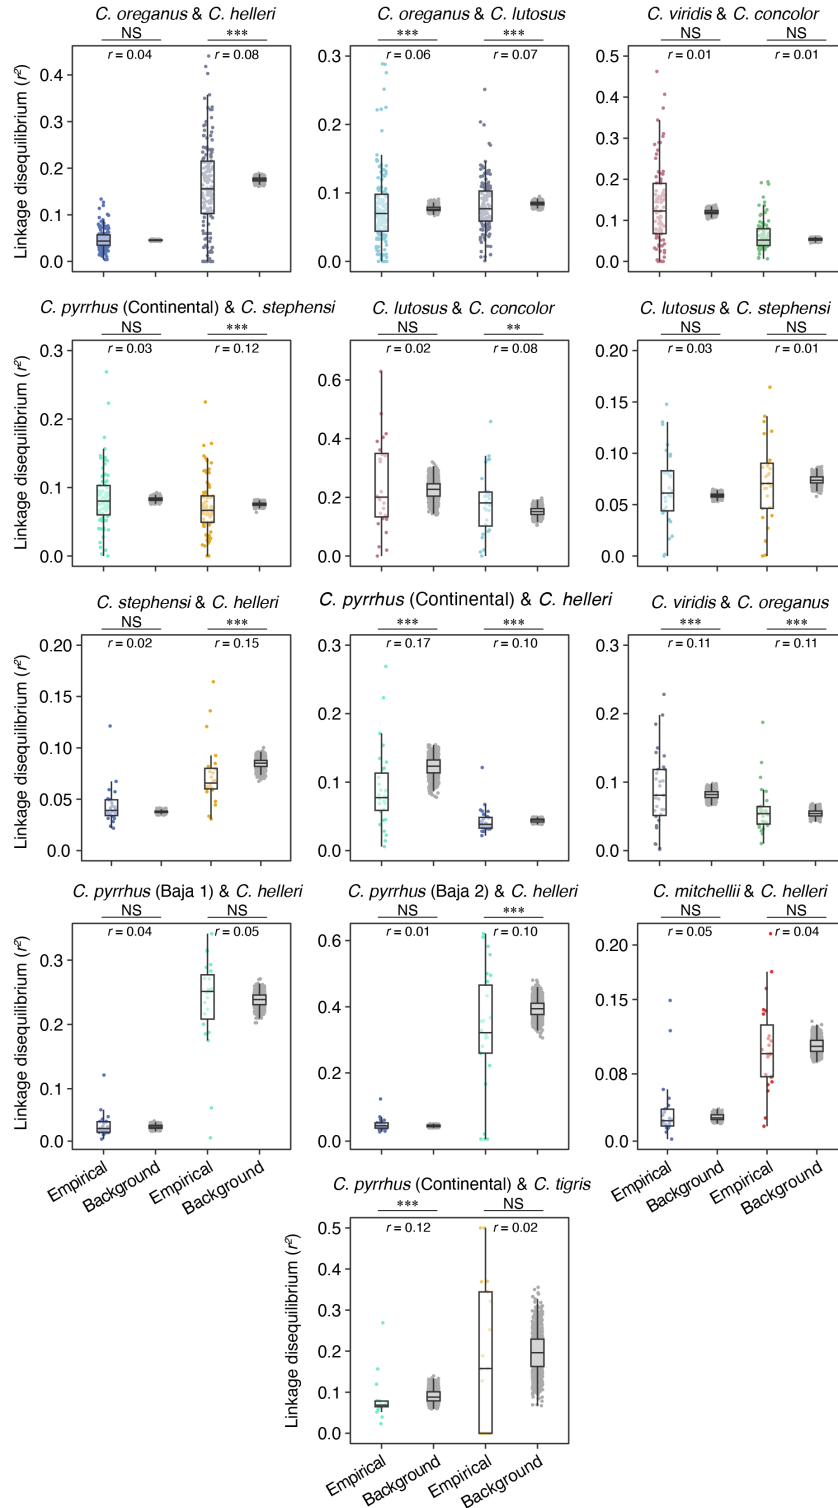 C. oreganus & C. helleri
C. oreganus & C. lutosus
C. viridis & C. concolor
NS
***
***
***
NS
NS
r = 0.04
r = 0.08
r = 0.06
r = 0.07
r = 0.01
r = 0.01
Linkage disequilibrium (r²)
0.4
0.3
0.2
0.1
0.0
0.3
0.2
0.1
0.0
0.5
0.4
0.3
0.2
0.1
0.0
C. pyrrhus (Continental) & C. stephensi
C. lutosus & C. concolor
C. lutosus & C. stephensi
NS
***
NS
**
NS
NS
r = 0.03
r = 0.12
r = 0.02
r = 0.08
r = 0.03
r = 0.01
Linkage disequilibrium (r²)
0.3
0.2
0.1
0.0
0.6
0.4
0.2
0.0
0.20
0.15
0.10
0.05
0.0
C. stephensi & C. helleri
C. pyrrhus (Continental) & C. helleri
C. viridis & C. oreganus
NS
***
***
***
***
***
r = 0.02
r = 0.15
r = 0.17
r = 0.10
r = 0.11
r = 0.11
Linkage disequilibrium (r²)
0.20
0.15
0.10
0.05
0.0
0.3
0.2
0.1
0.0
0.3
0.2
0.1
0.0
C. pyrrhus (Baja 1) & C. helleri
C. pyrrhus (Baja 2) & C. helleri
C. mitchellii & C. helleri
NS
NS
NS
***
NS
NS
r = 0.04
r = 0.05
r = 0.01
r = 0.10
r = 0.05
r = 0.04
Linkage disequilibrium (r²)
0.3
0.2
0.1
0.0
0.6
0.4
0.2
0.0
0.20
0.15
0.08
0.0
Empirical
Background
Empirical
Background
Empirical
Background
Empirical
Background
C. pyrrhus (Continental) & C. tigris
***
NS
r = 0.12
r = 0.02
Linkage disequilibrium (r²)
0.5
0.4
0.3
0.2
0.1
0.0
Empirical
Background
Empirical
Background